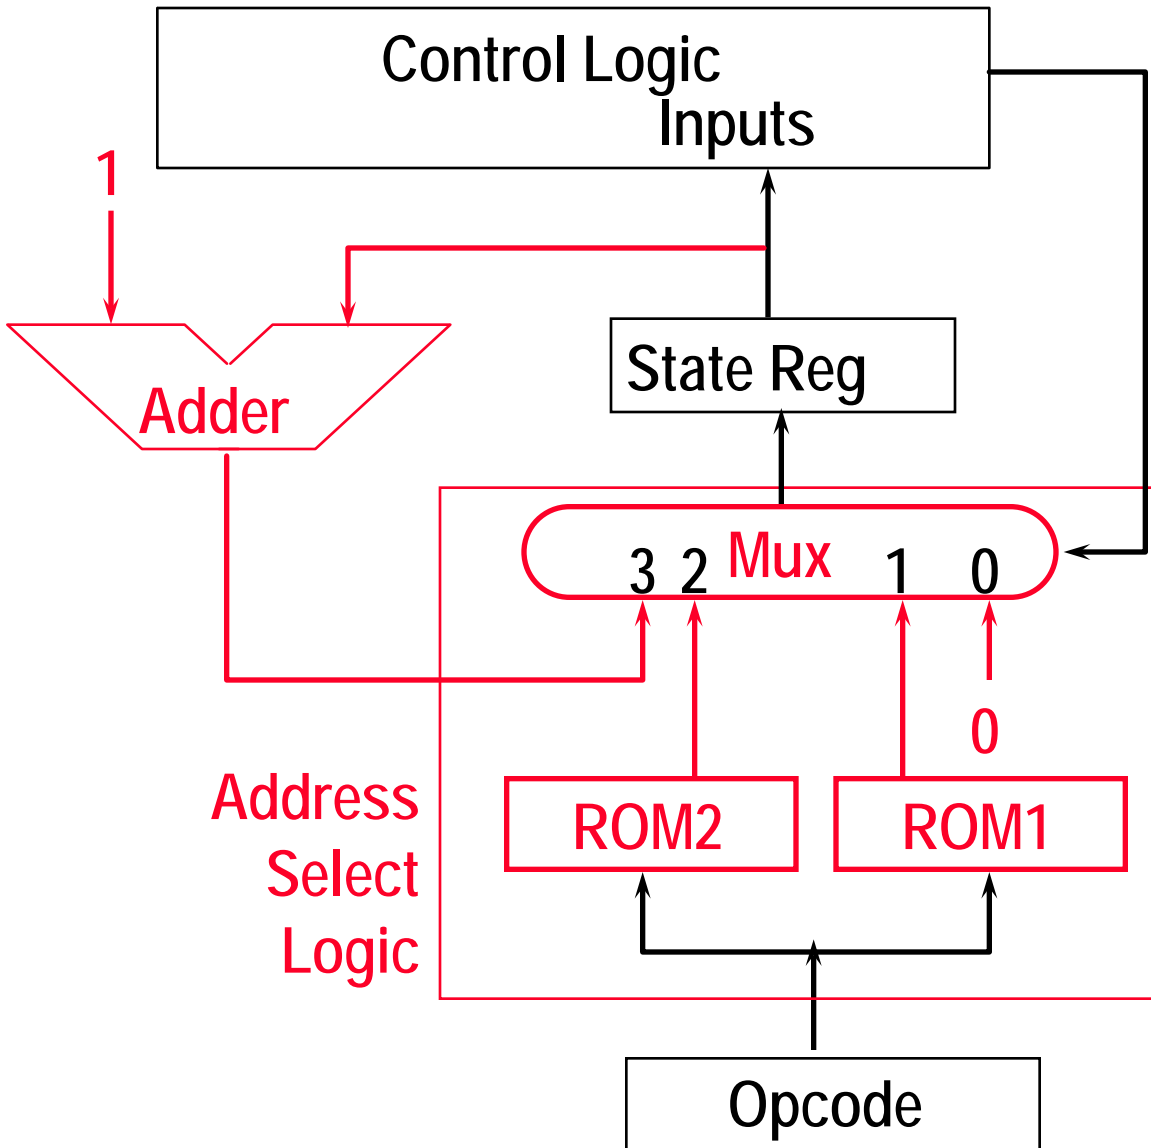 Control Logic
Inputs
1
State Reg
Adder
3 2 Mux 1 0
0
Address
Select
Logic
ROM2 ROM1
Opcode